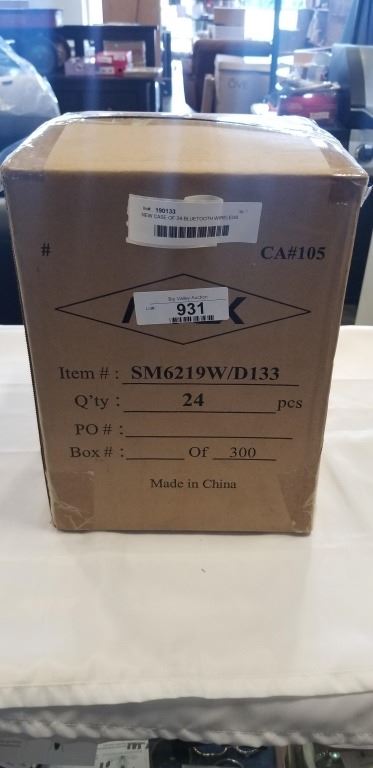 190133
NEW CASE OF 24 BLUETOOTH WIRELESS
# CA#105
931
Item # : SM6219W/D133
Q'ty : 24 pcs
PO # :
Box # : Of 300
Made in China